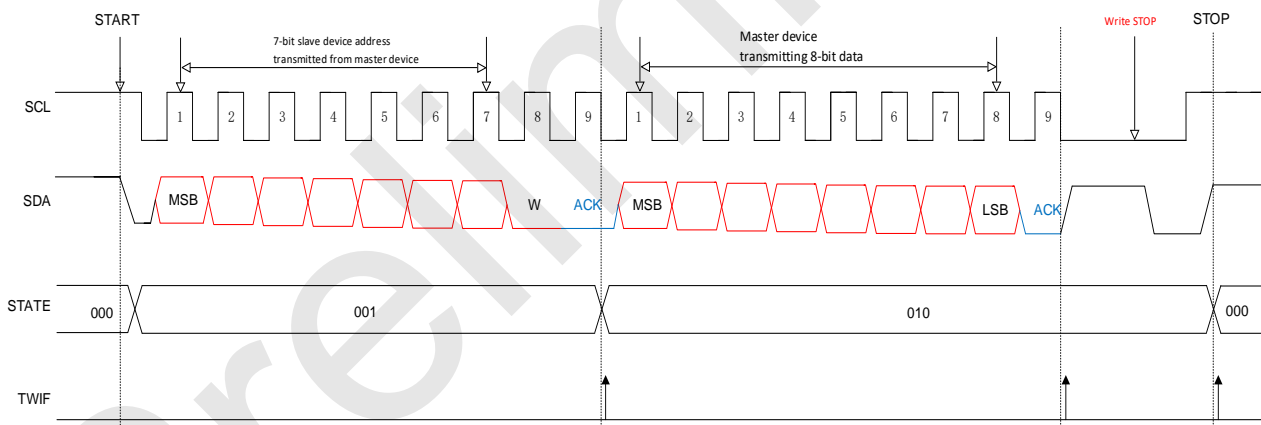 START
STOP
Write STOP
7-bit slave device address
transmitted from master device
Master device
transmitting 8-bit data
SCL
1 2 3 4 5 6 7 8 9 1 2 3 4 5 6 7 8 9
SDA
MSB W ACK MSB LSB ACK
STATE
000 001 010 000
TWIF